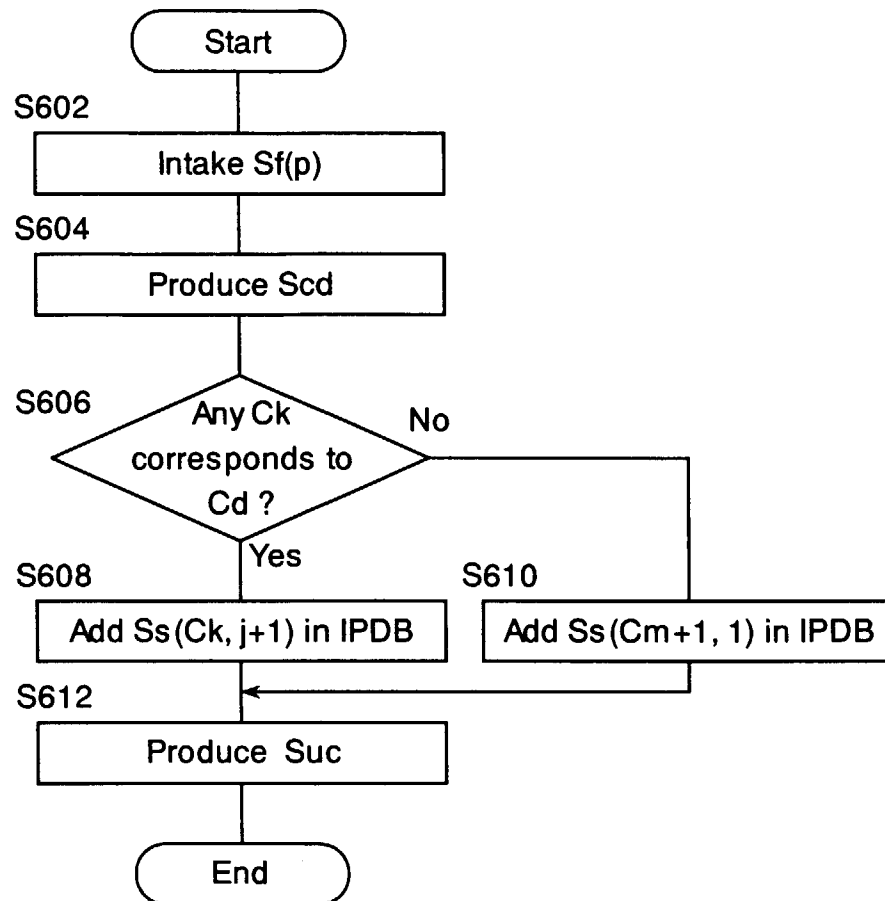 Start
S602
Intake Sf(p)
S604
Produce Scd
S606
Any Ck
corresponds to
Cd ?
No
Yes
S608
Add Ss(Ck, j+1) in IPDB
S610
Add Ss(Cm+1, 1) in IPDB
S612
Produce Suc
End